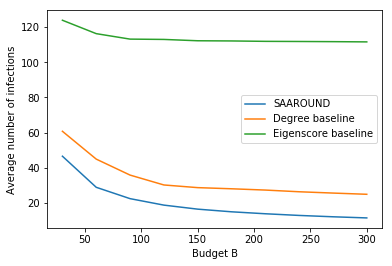 120
100
80
60
40
20
Average number of infections
SAAROUND
Degree baseline
Eigenscore baseline
50
100
150
200
250
300
Budget B